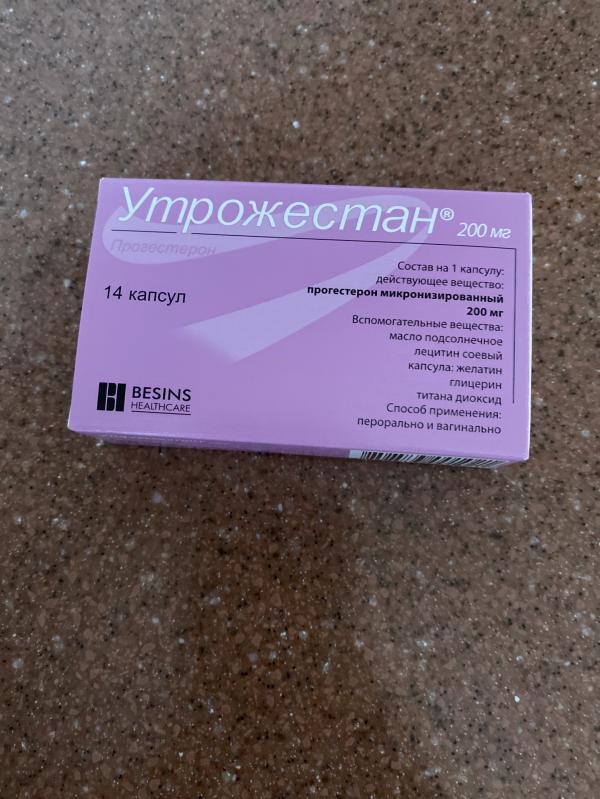 Утрожестан® 200 мг
Прогестерон
14 капсул
Состав на 1 капсулу:
действующее вещество:
прогестерон микронизированный
200 мг
Вспомогательные вещества:
масло подсолнечное
лецитин соевый
капсула: желатин
глицерин
титана диоксид
Способ применения:
перорально и вагинально
BESINS
HEALTHCARE